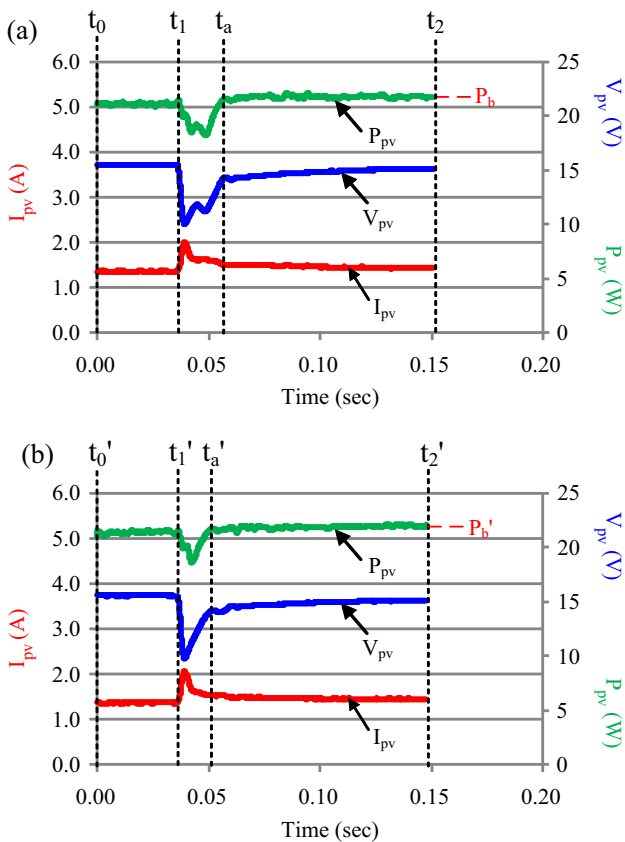 (a)
t0 t1 ta t2
6.0 25
5.0 20
4.0 15
3.0
2.0 10
1.0 5
0.0 0
Pb
Ppv
Vpv
Ipv
Ipv (A)
Vpv (V)
Ppv (W)
0.00 0.05 0.10 0.15 0.20
Time (sec)
(b)
t0' t1' ta' t2'
6.0 25
5.0 20
4.0 15
3.0
2.0 10
1.0 5
0.0 0
Pb'
Ppv
Vpv
Ipv
Ipv (A)
Vpv (V)
Ppv (W)
0.00 0.05 0.10 0.15 0.20
Time (sec)